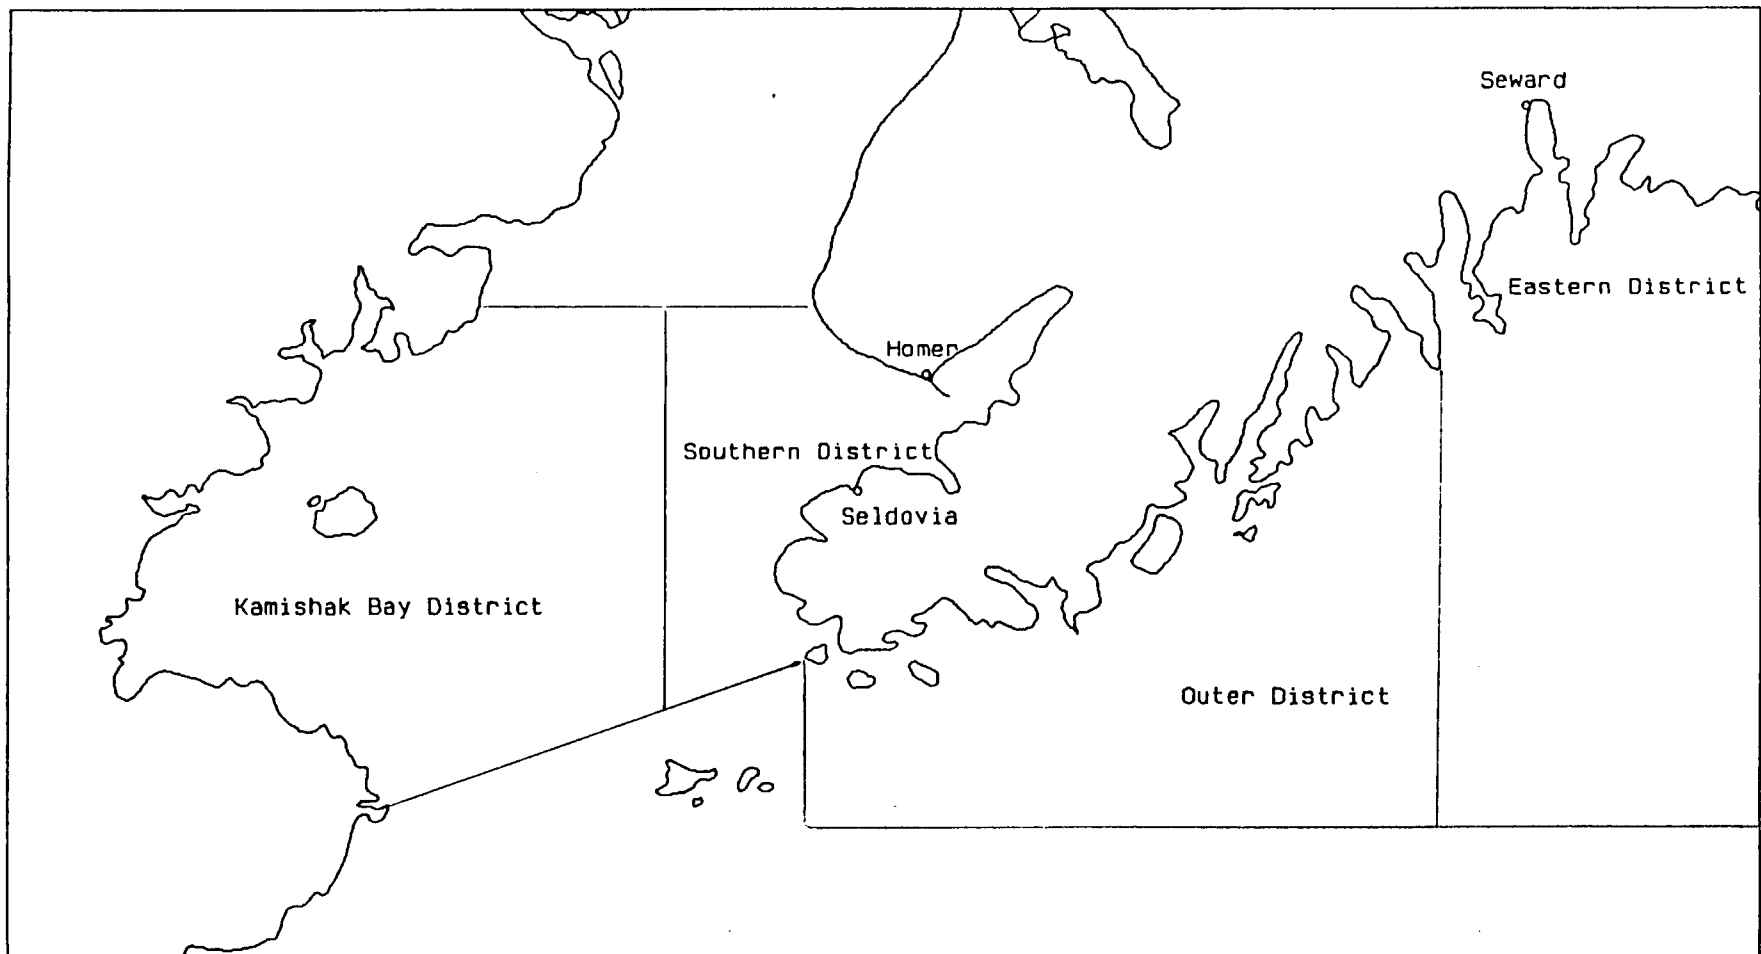 Seward
Eastern District
Homer
Southern District
Seldovia
Kamishak Bay District
Outer District